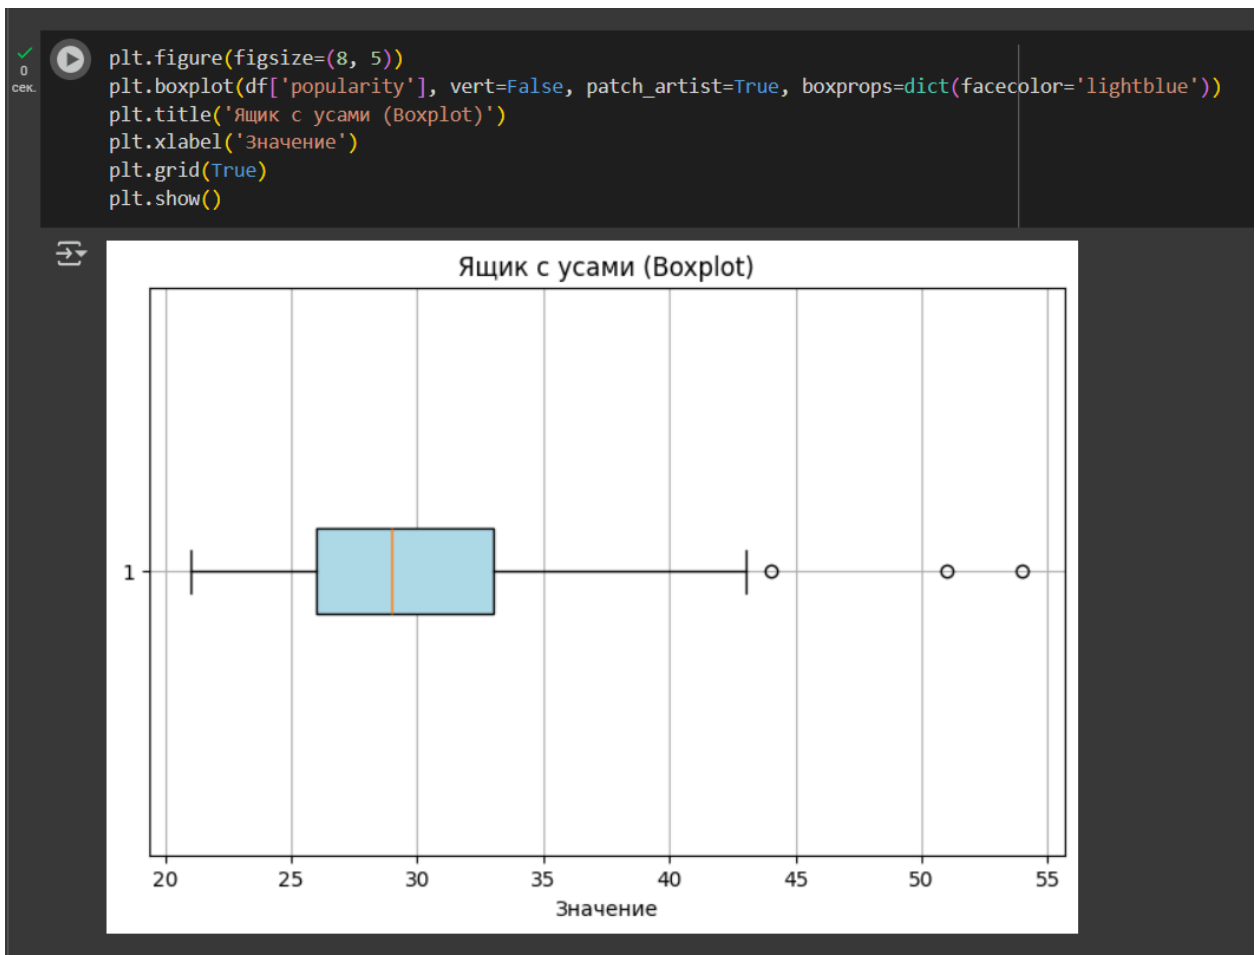 0
сек.
plt.figure(figsize=(8, 5))
plt.boxplot(df['popularity'], vert=False, patch_artist=True, boxprops=dict(facecolor='lightblue'))
plt.title('Ящик с усами (Boxplot)')
plt.xlabel('Значение')
plt.grid(True)
plt.show()
Ящик с усами (Boxplot)
1
20 25 30 35 40 45 50 55
Значение